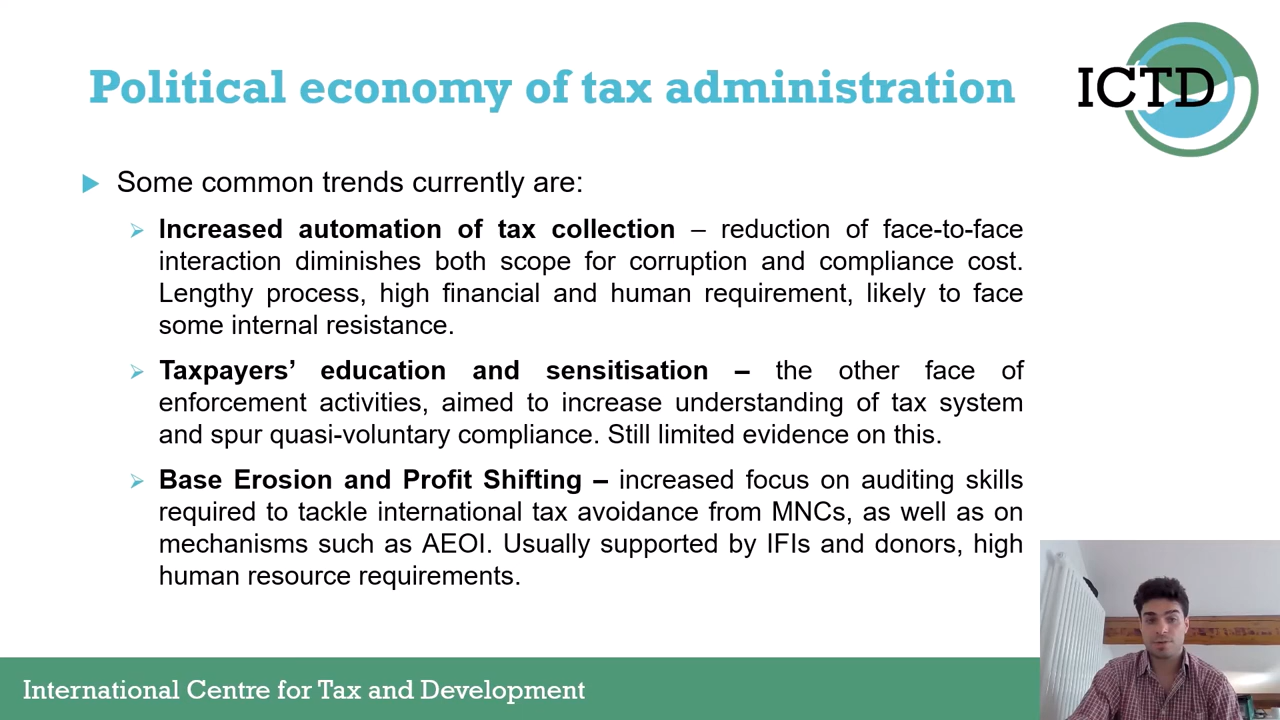 Political economy of tax administration
ICTD
Some common trends currently are:
Increased automation of tax collection – reduction of face-to-face
interaction diminishes both scope for corruption and compliance cost.
Lengthy process, high financial and human requirement, likely to face
some internal resistance.
Taxpayers’ education and sensitisation – the other face of
enforcement activities, aimed to increase understanding of tax system
and spur quasi-voluntary compliance. Still limited evidence on this.
Base Erosion and Profit Shifting – increased focus on auditing skills
required to tackle international tax avoidance from MNCs, as well as on
mechanisms such as AEOI. Usually supported by IFIs and donors, high
human resource requirements.
International Centre for Tax and Development